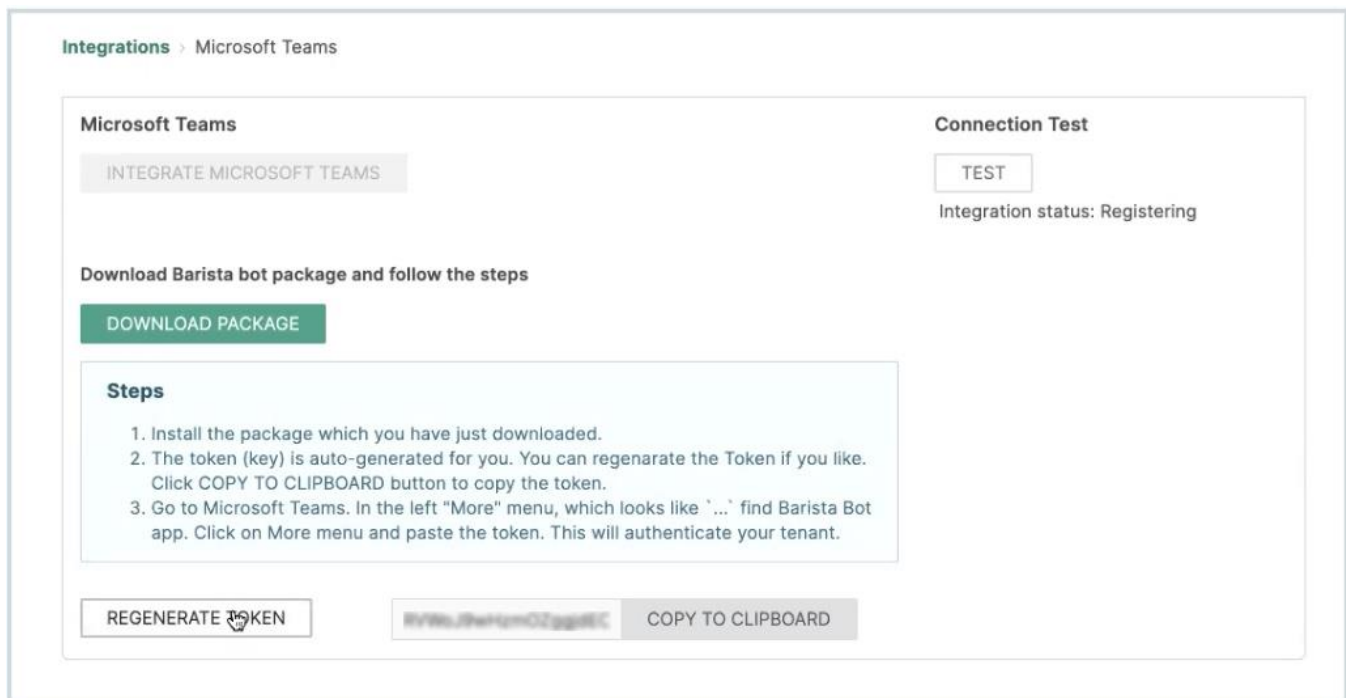 Integrations › Microsoft Teams
Microsoft Teams
Connection Test
INTEGRATE MICROSOFT TEAMS
TEST
Integration status: Registering
Download Barista bot package and follow the steps
DOWNLOAD PACKAGE
Steps
1. Install the package which you have just downloaded.
2. The token (key) is auto-generated for you. You can regenarate the Token if you like.
Click COPY TO CLIPBOARD button to copy the token.
3. Go to Microsoft Teams. In the left "More" menu, which looks like `...` find Barista Bot
app. Click on More menu and paste the token. This will authenticate your tenant.
REGENERATE TOKEN
COPY TO CLIPBOARD